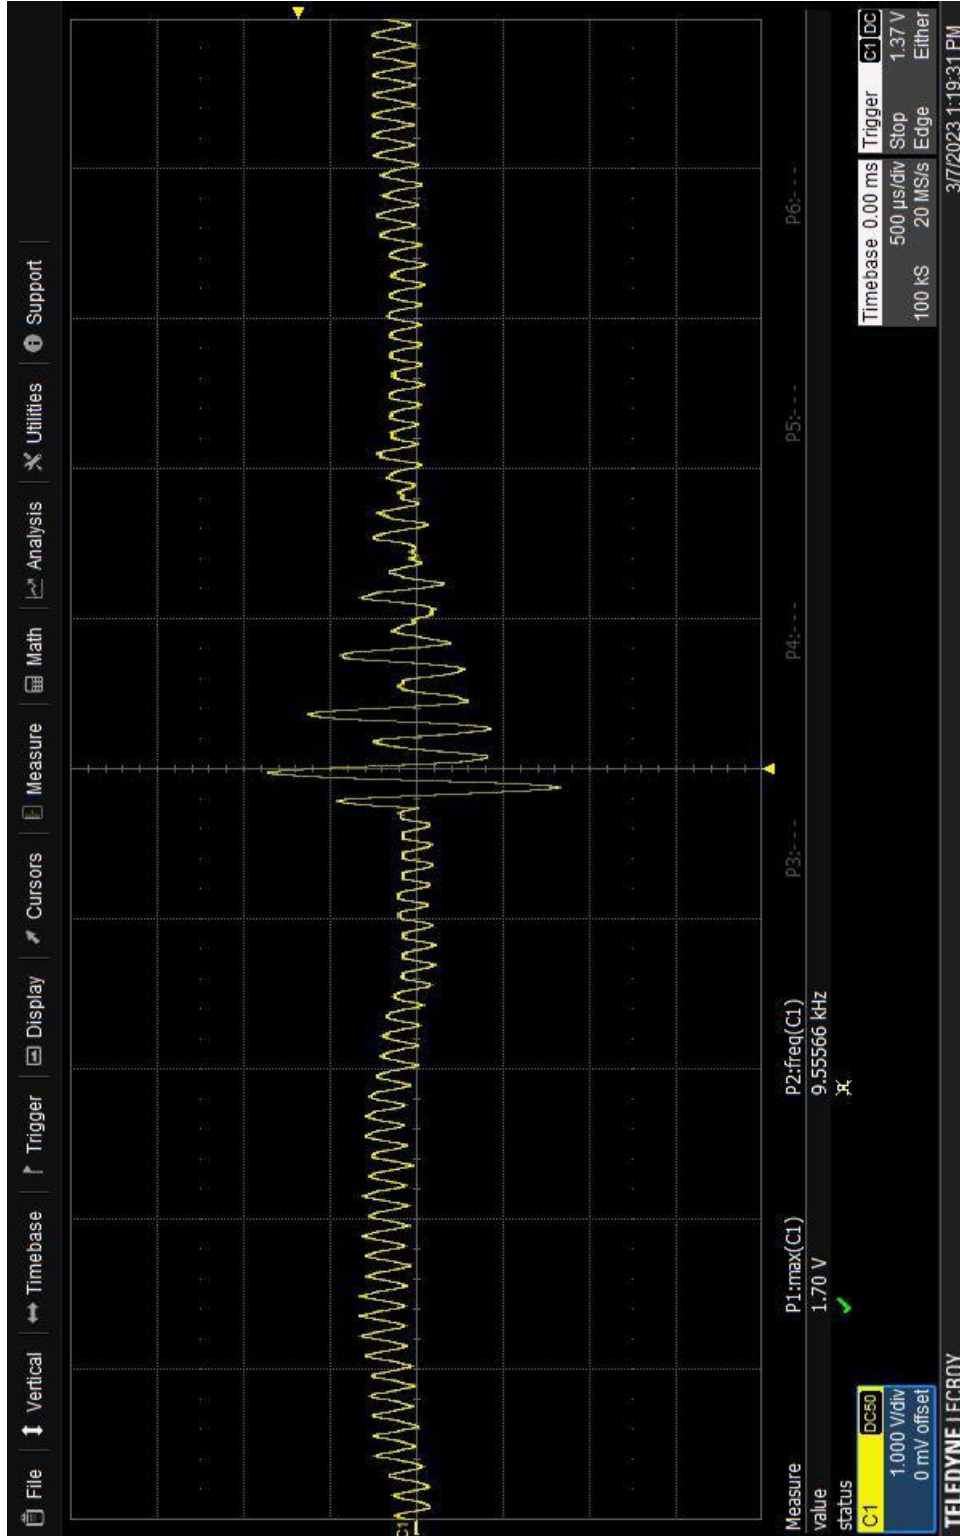 File Vertical Timebase Trigger Display Cursors Measure Math Analysis Utilities Support
C1
Measure P1:max(C1) P2:freq(C1) P3:--- P4:--- P5:--- P6:---
value 1.70 V 9.55566 kHz
status
C1 DC50
1.000 V/div
0 mV offset
Timebase 0.00 ms
500 µs/div
100 kS 20 MS/s
Trigger C1 DC
Stop 1.37 V
Edge Either
TELEDYNE LECROY 3/7/2023 1:19:31 PM